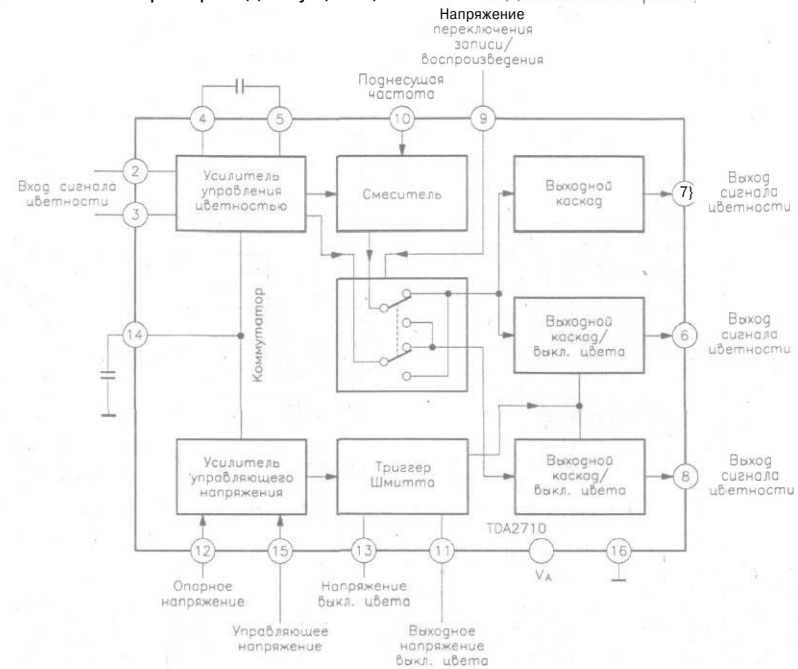 Напряжение
переключения
записи/
воспроизведения
Поднесущая
частота
4
5
10
9
2
Вход сигнала
цветности
3
Усилитель
управления
цветностью
Смеситель
Выходной
каскад
7}
Выход
сигнала
цветности
14
Коммутатор
Выходной
каскад/
выкл. цвета
6
Выход
сигнала
цветности
Усилитель
управляющего
напряжения
Триггер
Шмитта
Выходной
каскад/
выкл. цвета
8
Выход
сигнала
цветности
TDA2710
12
15
13
11
16
VA
Опорное
напряжение
Напряжение
выкл. цвета
Управляющее
напряжение
Выходное
напряжение
выкл. цвета